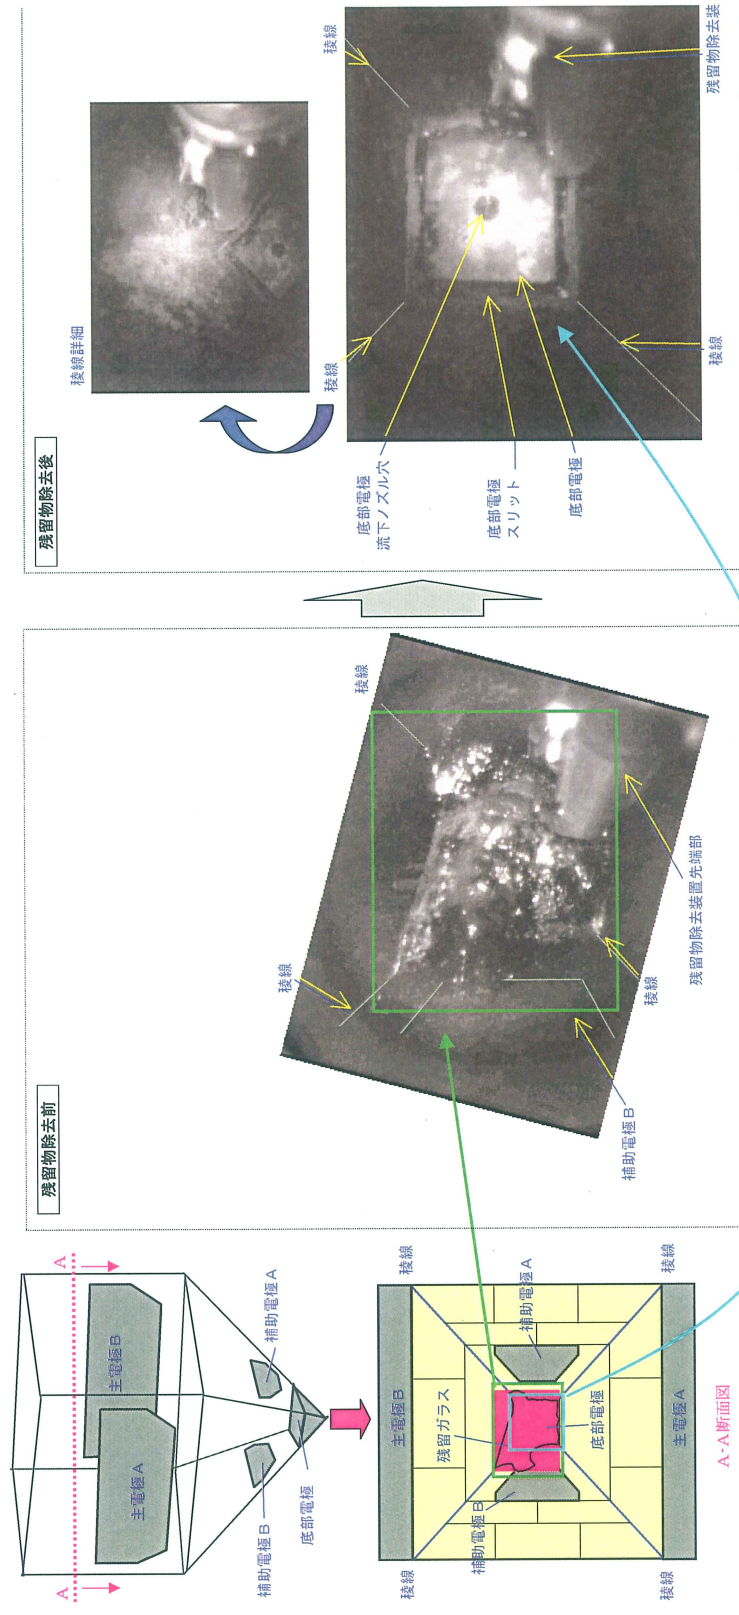 A
A
主電極B
主電極A
補助電極A
補助電極B
底部電極
稜線
稜線
主電極B
残留ガラス
補助電極A
補助電極B
底部電極
主電極A
稜線
稜線
A-A断面図
残留物除去前
稜線
稜線
補助電極B
稜線
残留物除去装置先端部
残留物除去後
稜線詳細
稜線
稜線
底部電極
流下ノズル穴
底部電極
スリット
底部電極
稜線
残留物除去装